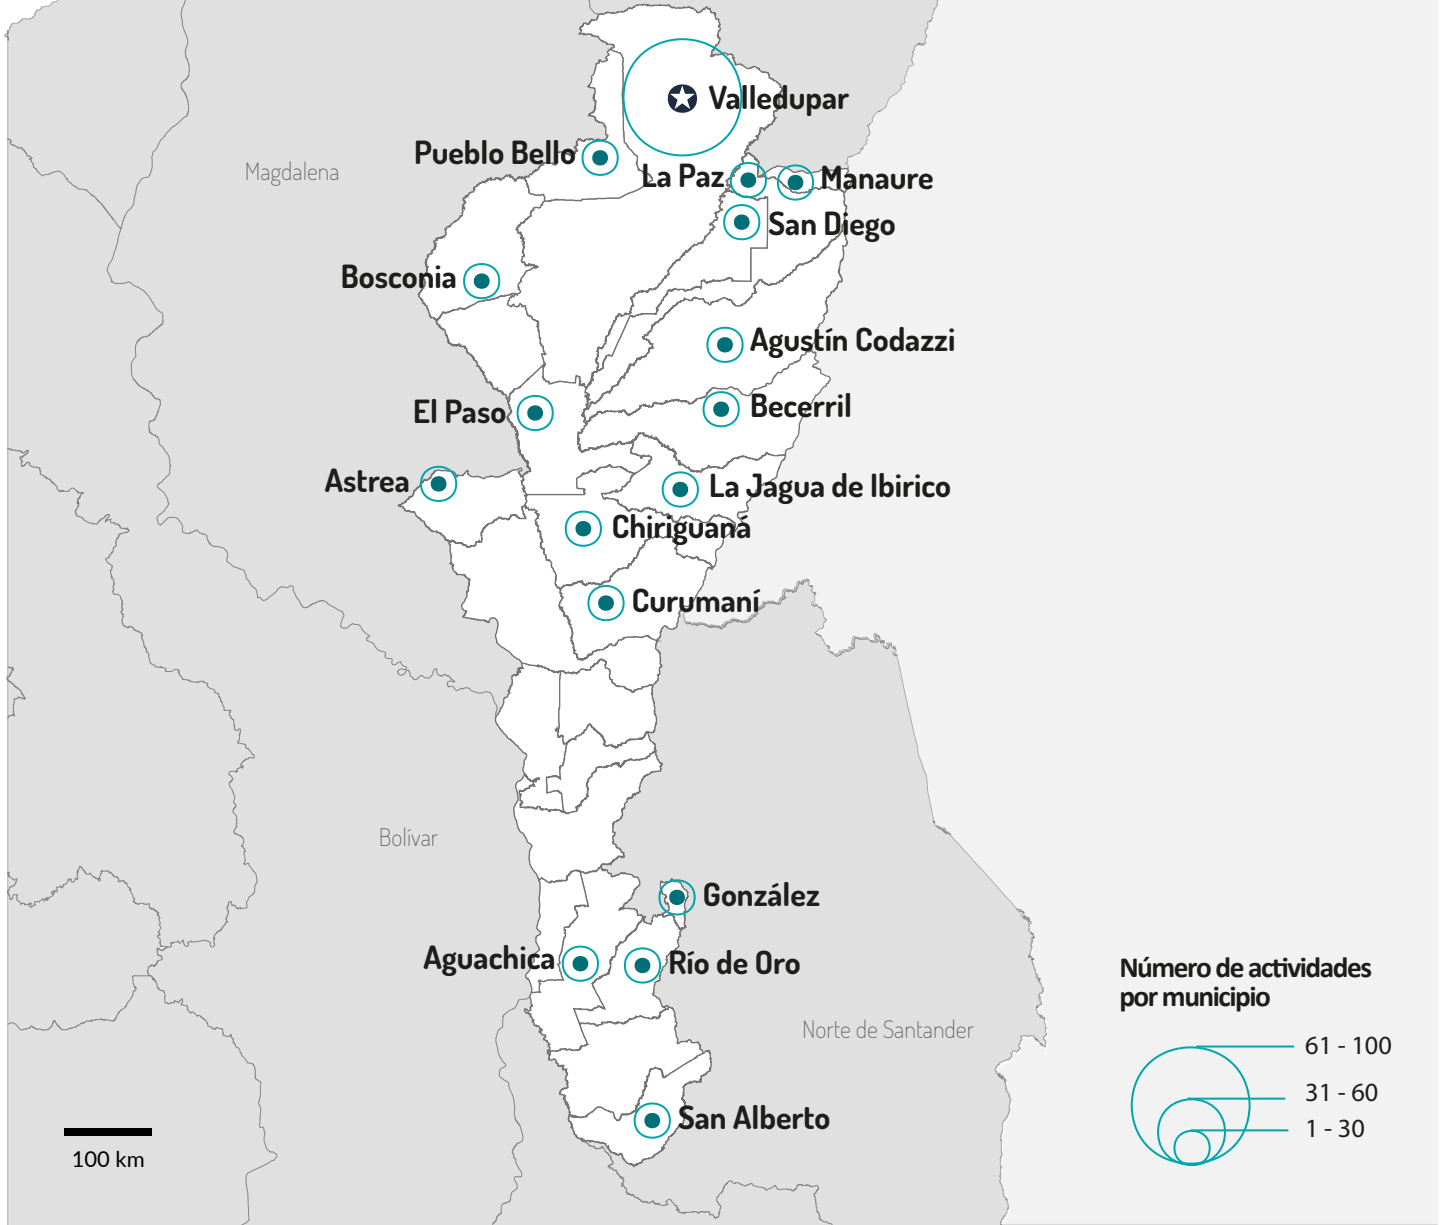 Valledupar
Pueblo Bello
Magdalena
La Paz
Manaure
San Diego
Bosconia
Agustín Codazzi
Becerril
El Paso
Astrea
La Jagua de Ibirico
Chiriguaná
Curumaní
Bolívar
González
Aguachica
Río de Oro
Norte de Santander
San Alberto
100 km
Número de actividades
por municipio
61 - 100
31 - 60
1 - 30